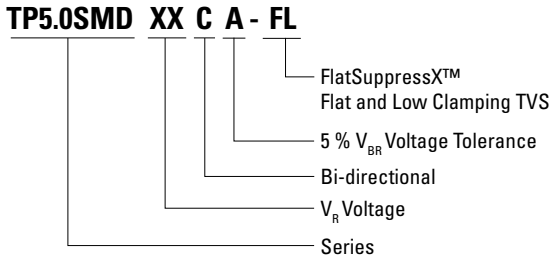 TP5.0SMD XX C A - FL
FlatSuppressX™
Flat and Low Clamping TVS
5 % VBR Voltage Tolerance
Bi-directional
VR Voltage
Series